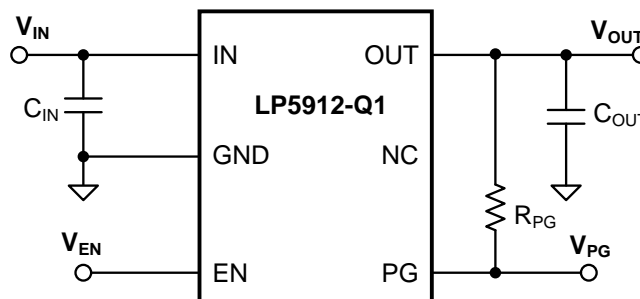 VIN
VOUT
IN
OUT
LP5912-Q1
CIN
COUT
GND
NC
RPG
VEN
VPG
EN
PG